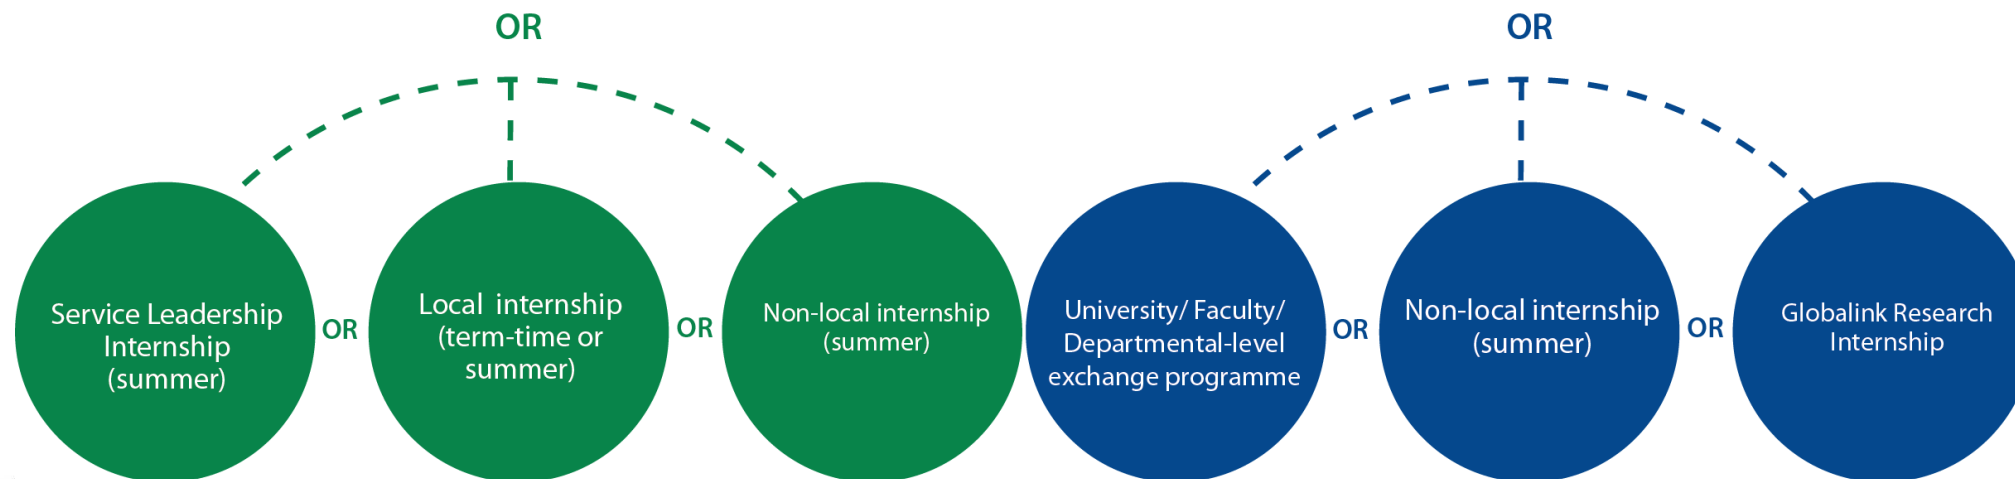 OR
OR
Service Leadership
Internship
(summer)
OR
Local internship
(term-time or
summer)
OR
Non-local internship
(summer)
University/ Faculty/
Departmental-level
exchange programme
OR
Non-local internship
(summer)
OR
Globalink Research
Internship